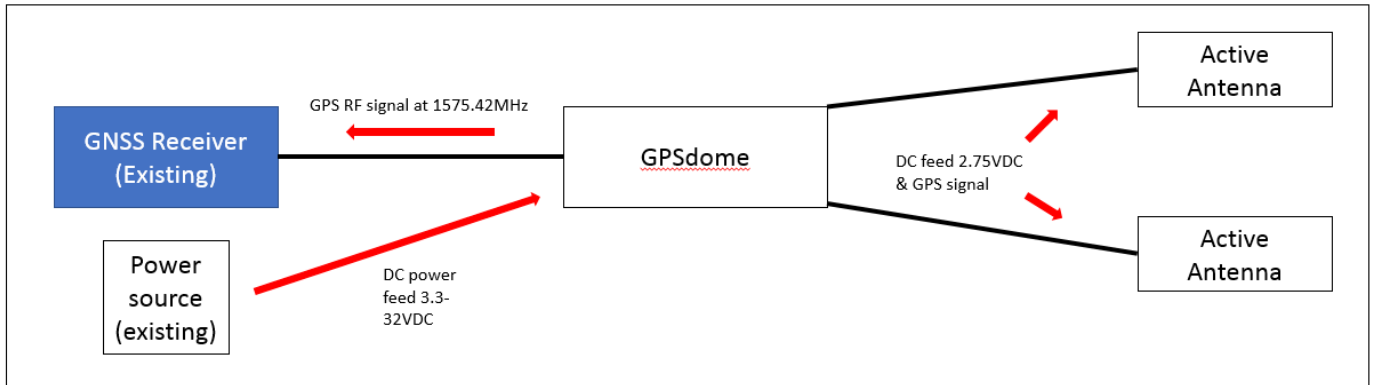 GNSS Receiver
(Existing)
GPS RF signal at 1575.42MHz
GPSdome
Active
Antenna
DC feed 2.75VDC
& GPS signal
Active
Antenna
Power
source
(existing)
DC power
feed 3.3-
32VDC